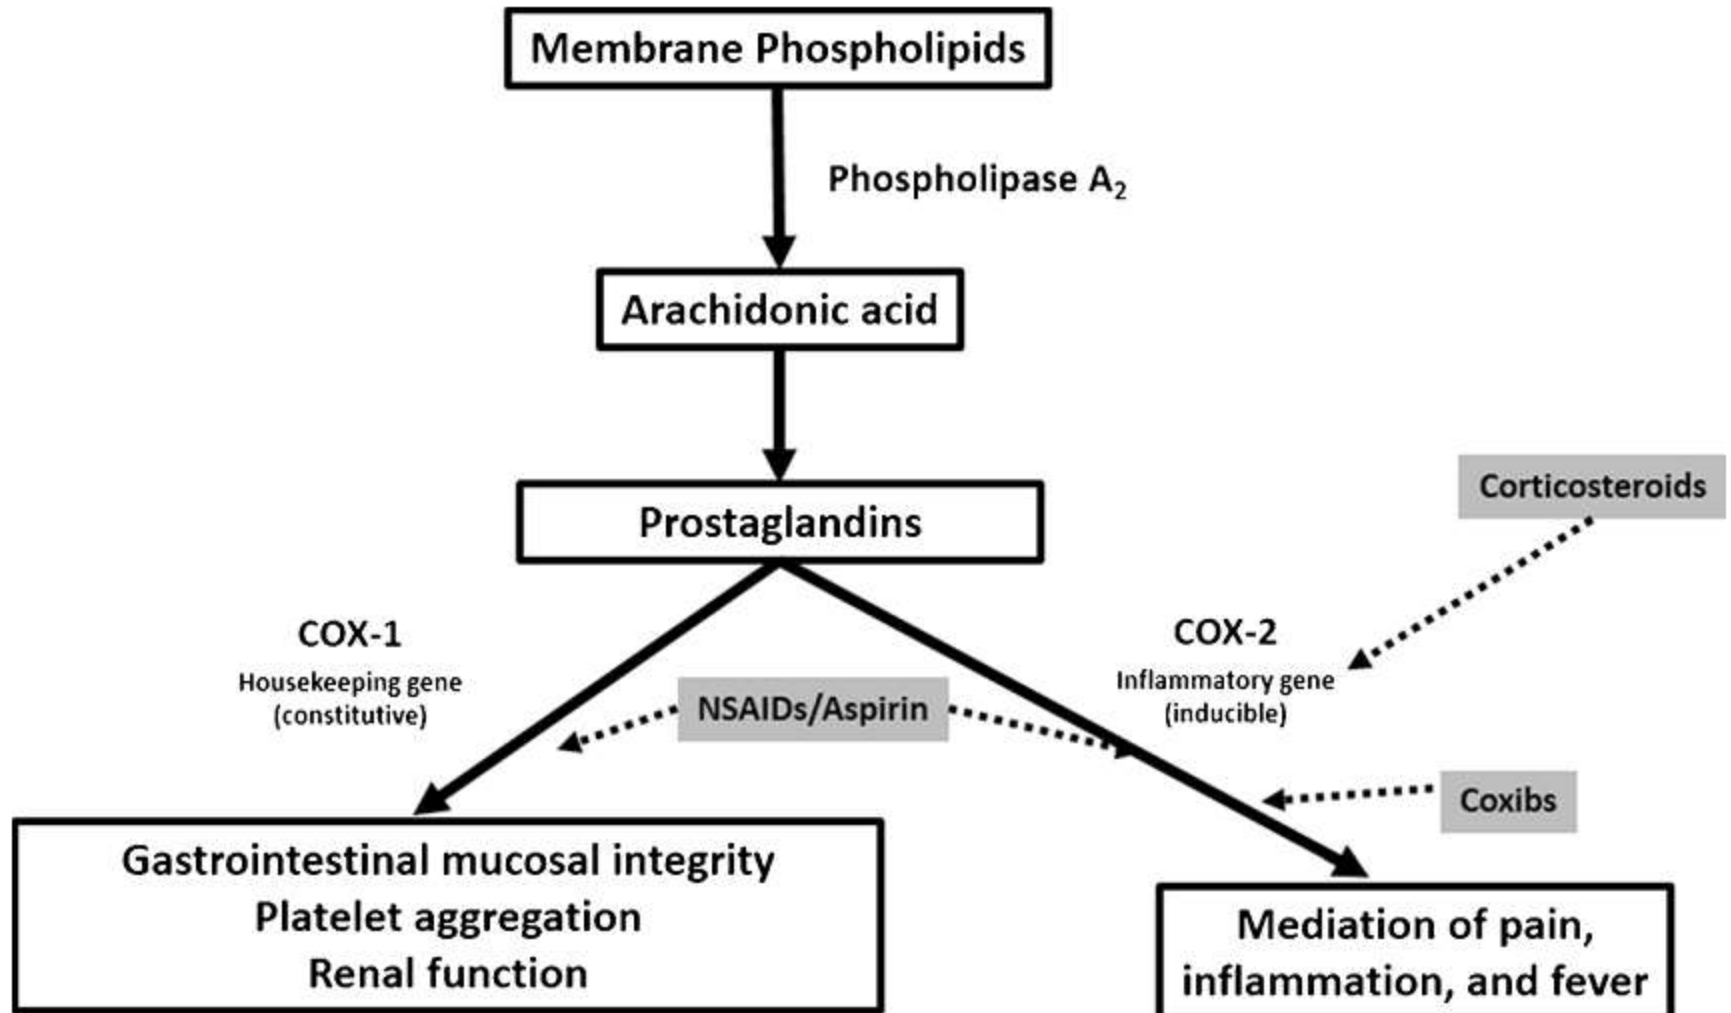 Membrane Phospholipids
Phospholipase A₂
Arachidonic acid
Prostaglandins
Corticosteroids
COX-1
Housekeeping gene
(constitutive)
NSAIDs/Aspirin
COX-2
Inflammatory gene
(inducible)
Coxibs
Gastrointestinal mucosal integrity
Platelet aggregation
Renal function
Mediation of pain,
inflammation, and fever